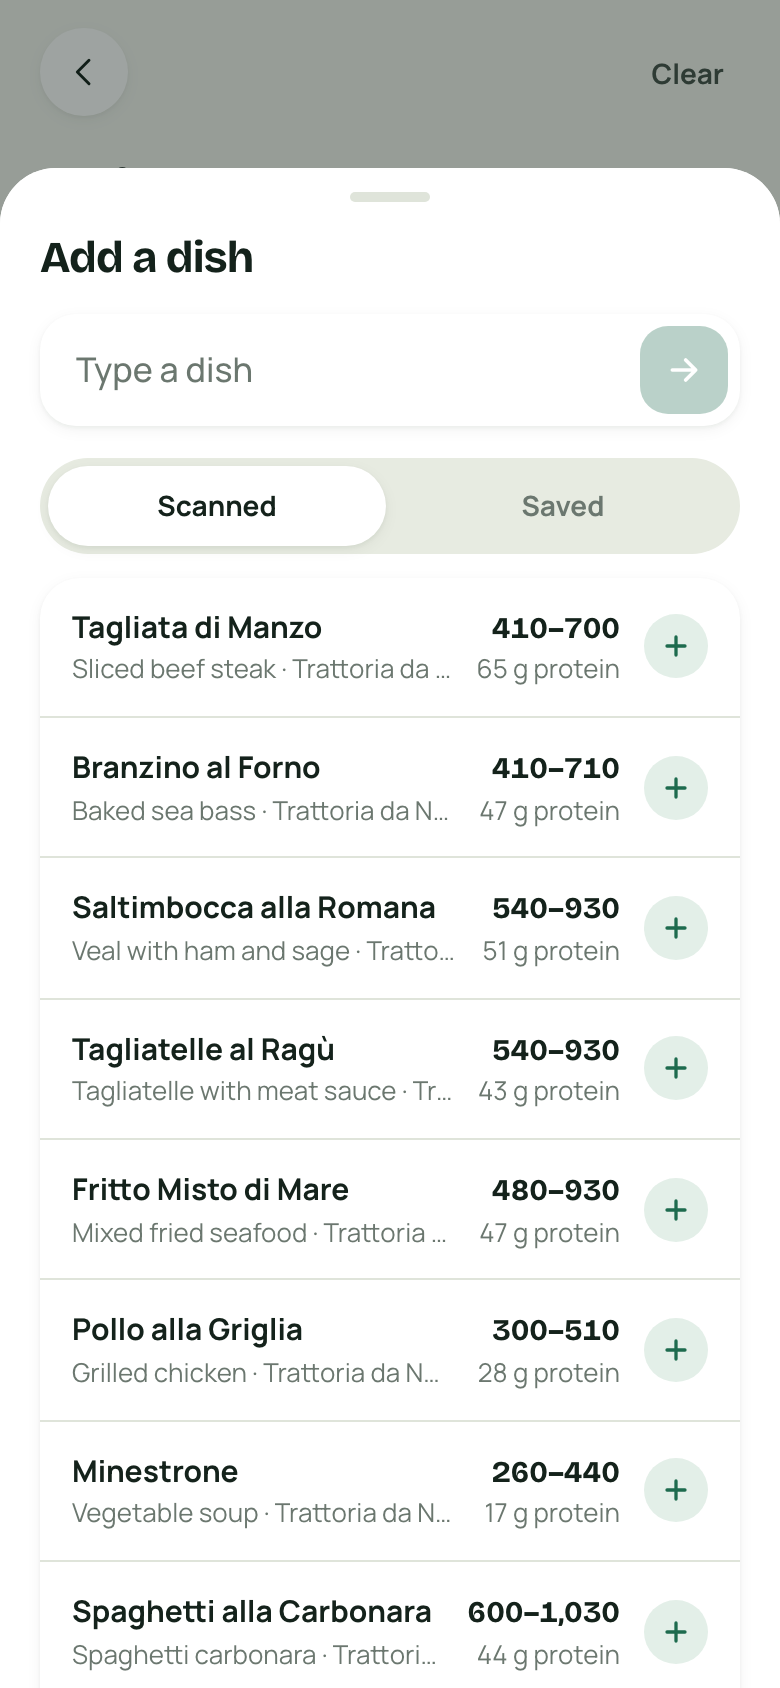 Clear
Add a dish
Type a dish
Scanned
Saved
Tagliata di Manzo
410–700
Sliced beef steak · Trattoria da ...
65 g protein
Branzino al Forno
410–710
Baked sea bass · Trattoria da N...
47 g protein
Saltimbocca alla Romana
540–930
Veal with ham and sage · Tratto...
51 g protein
Tagliatelle al Ragù
540–930
Tagliatelle with meat sauce · Tr...
43 g protein
Fritto Misto di Mare
480–930
Mixed fried seafood · Trattoria ...
47 g protein
Pollo alla Griglia
300–510
Grilled chicken · Trattoria da N...
28 g protein
Minestrone
260–440
Vegetable soup · Trattoria da N...
17 g protein
Spaghetti alla Carbonara
600–1,030
Spaghetti carbonara · Trattori...
44 g protein